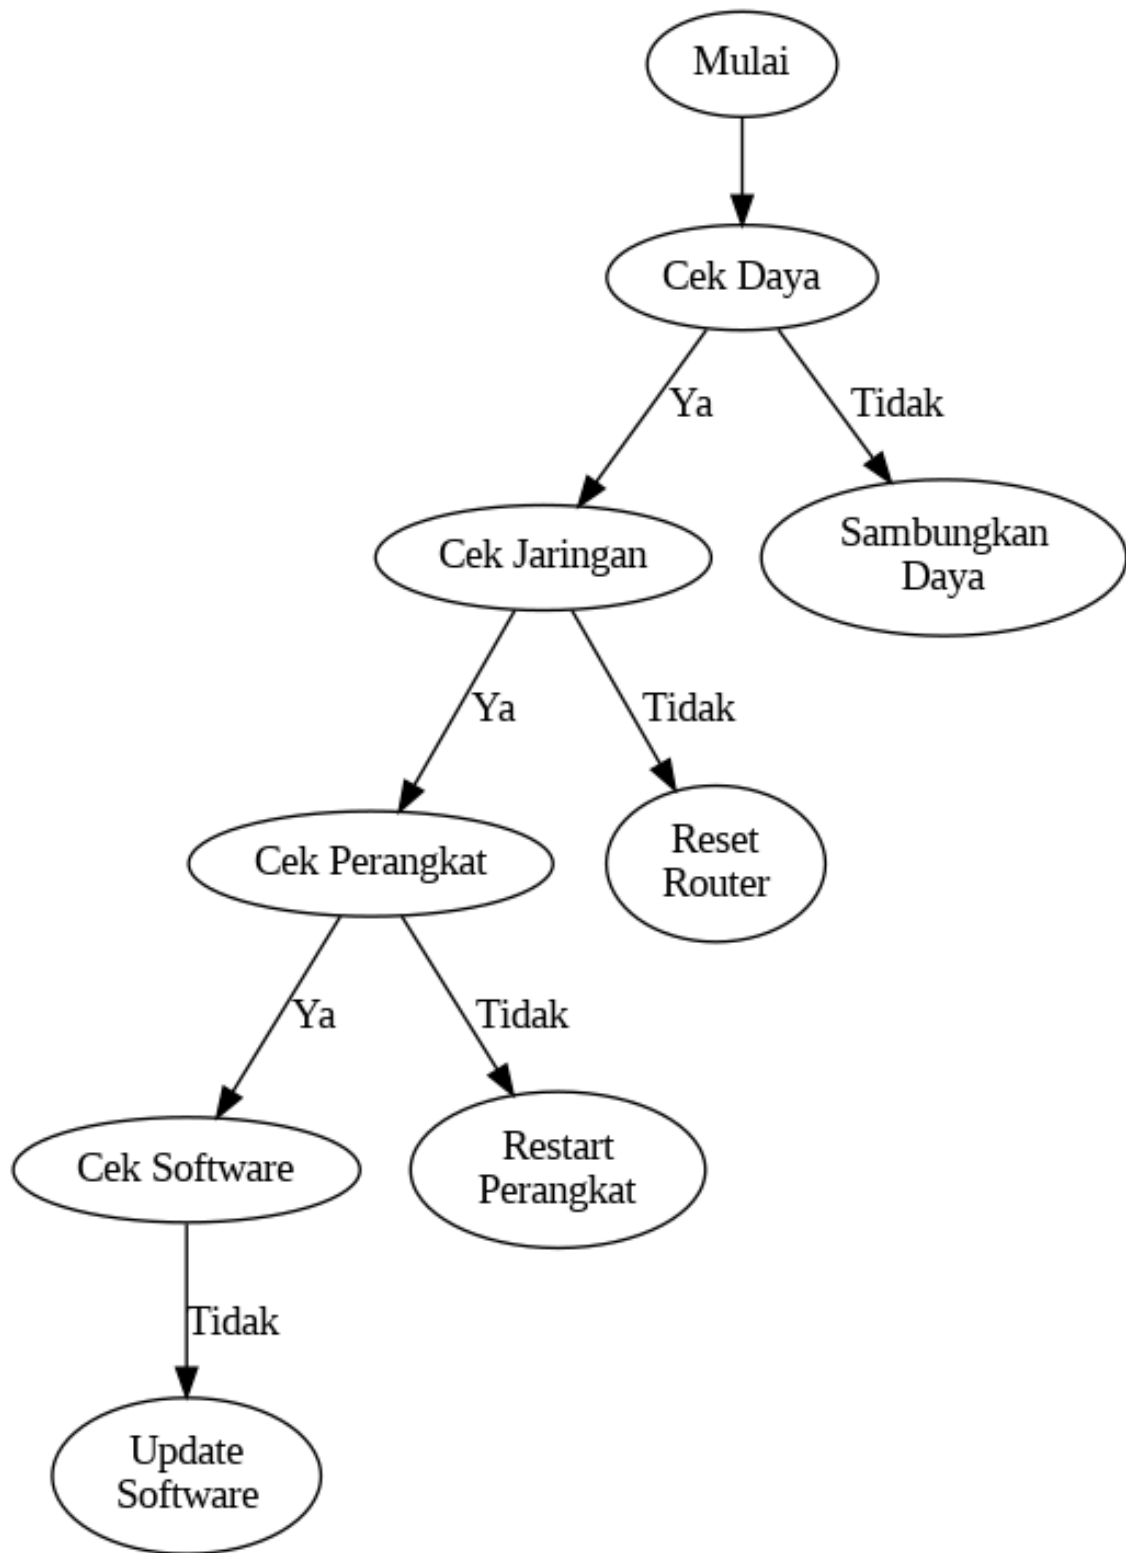 Mulai
Cek Daya
Ya
Tidak
Cek Jaringan
Sambungkan
Daya
Ya
Tidak
Cek Perangkat
Reset
Router
Ya
Tidak
Cek Software
Restart
Perangkat
Tidak
Update
Software